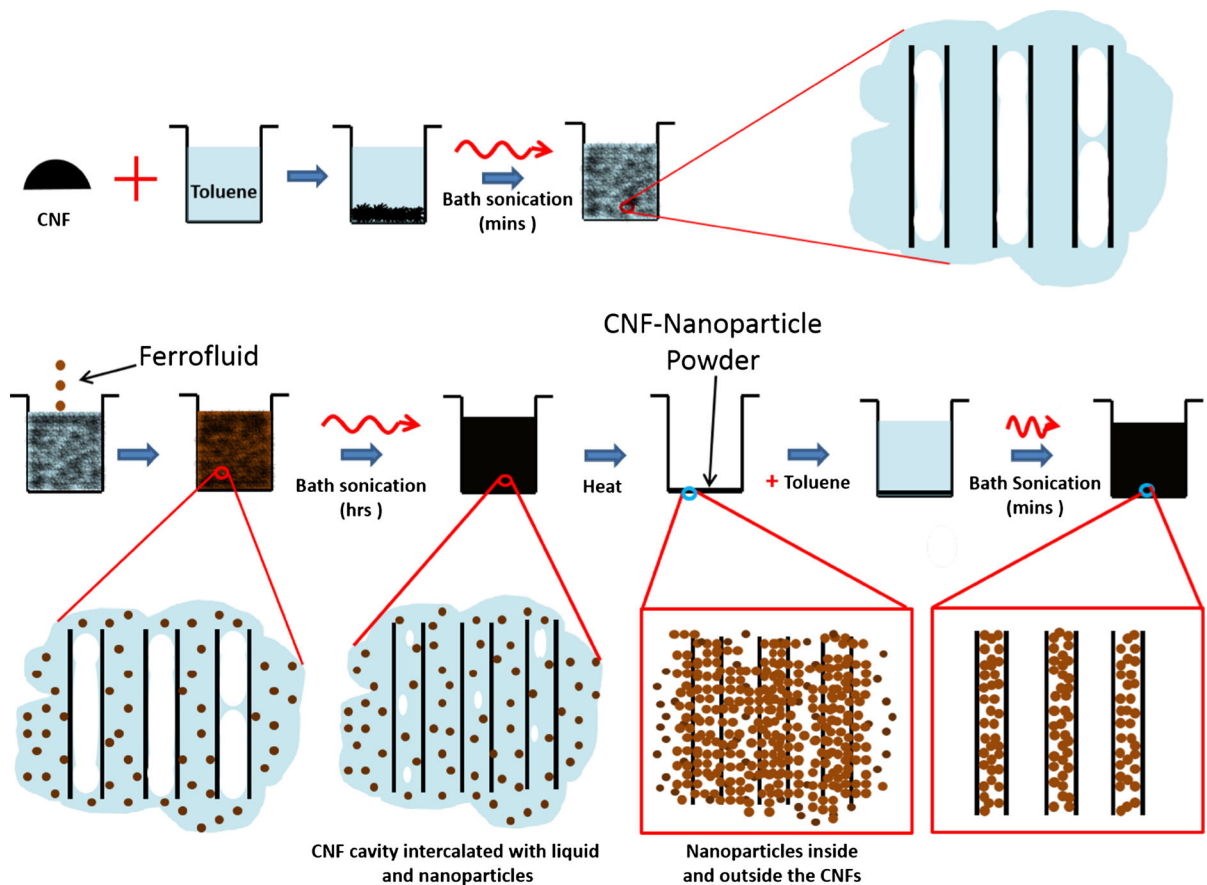 CNF
Toluene
Bath sonication
(mins )
Ferrofluid
CNF-Nanoparticle
Powder
Bath sonication
(hrs )
Heat
+ Toluene
Bath Sonication
(mins )
CNF cavity intercalated with liquid
and nanoparticles
Nanoparticles inside
and outside the CNFs